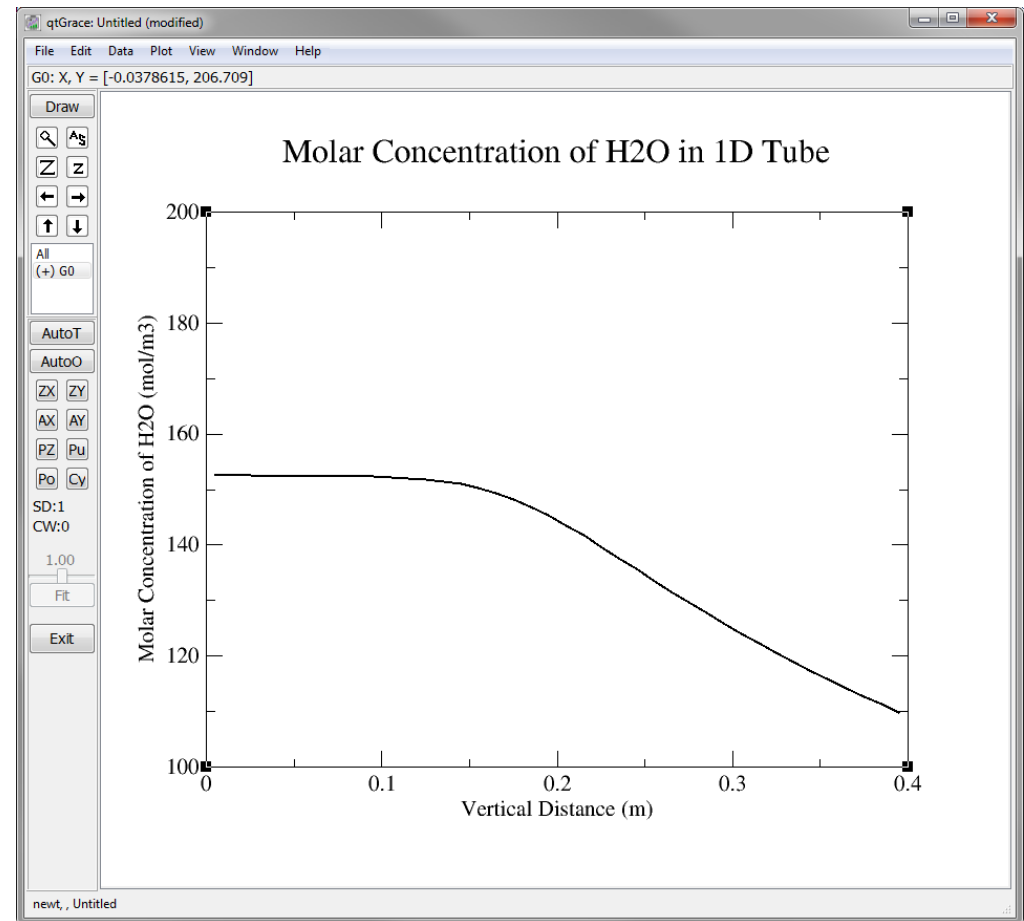 qtGrace: Untitled (modified)
File Edit Data Plot View Window Help
G0: X, Y = [-0.0378615, 206.709]
Draw
AS
Z z
All
(+) G0
AutoT
AutoO
ZX ZY
AX AY
PZ Pu
Po Cy
SD:1
CW:0
1.00
Fit
Exit
Molar Concentration of H2O in 1D Tube
200
180
160
140
120
100
Molar Concentration of H2O (mol/m3)
0 0.1 0.2 0.3 0.4
Vertical Distance (m)
newt, , Untitled